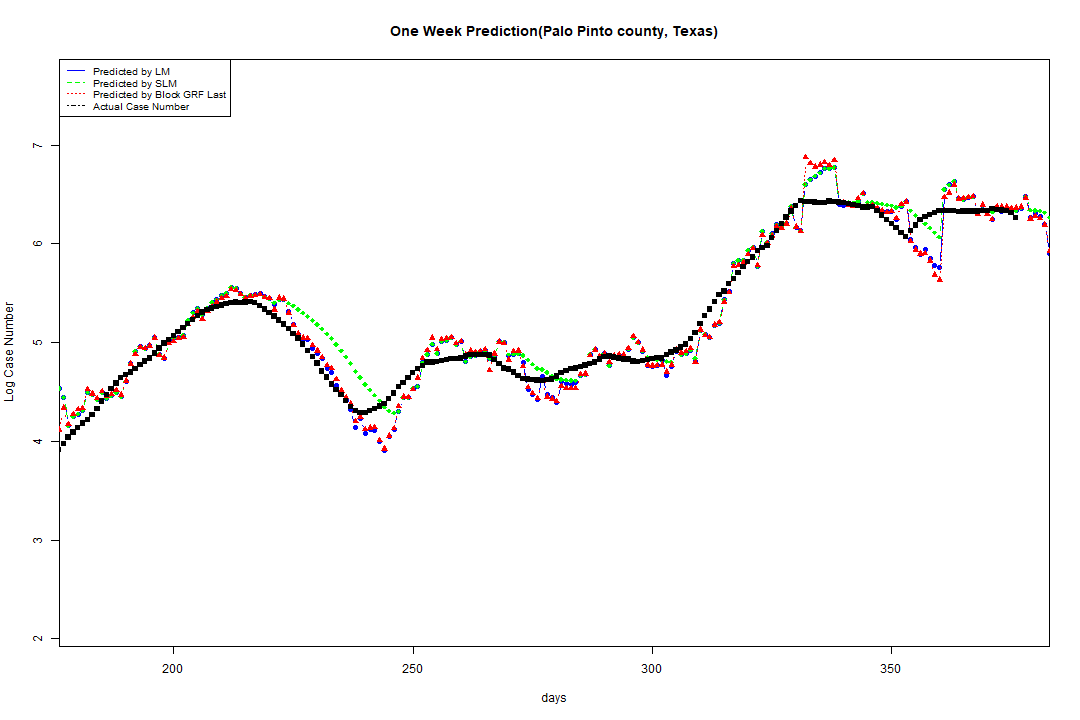 One Week Prediction(Palo Pinto county, Texas)
Predicted by LM
Predicted by SLM
Predicted by Block GRF Last
Actual Case Number
7
6
5
4
3
2
Log Case Number
200 250 300 350
days